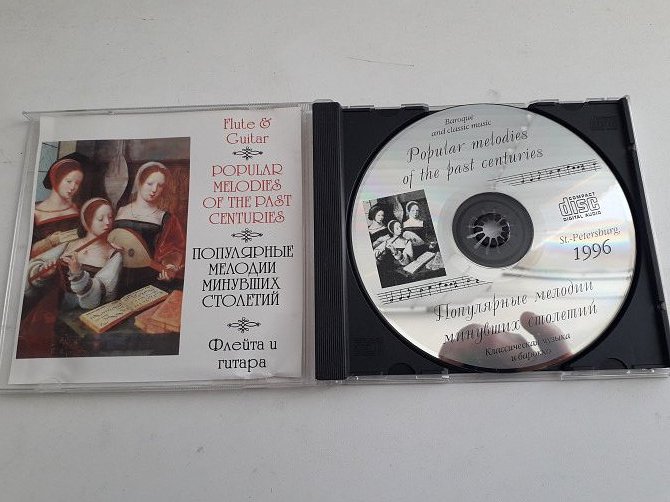 Flute &
Guitar
POPULAR
MELODIES
OF THE PAST
CENTURIES
ПОПУЛЯРНЫЕ
МЕЛОДИИ
МИНУВШИХ
СТОЛЕТИЙ
Флейта и
гитара
Baroque
and classic music
Popular melodies
of the past centuries
COMPACT
disc
DIGITAL AUDIO
St.-Petersburg,
1996
Популярные мелодии
минувших столетий
Классическая музыка
и барокко